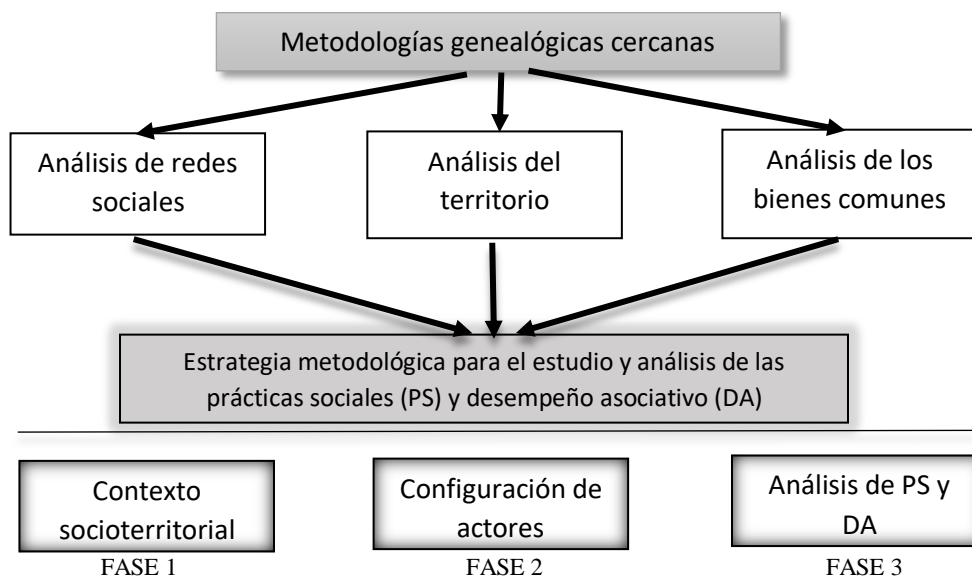 Metodologías genealógicas cercanas
Análisis de redes
sociales
Análisis del
territorio
Análisis de los
bienes comunes
Estrategia metodológica para el estudio y análisis de las
prácticas sociales (PS) y desempeño asociativo (DA)
Contexto
socioterritorial
FASE 1
Configuración de
actores
FASE 2
Análisis de PS y
DA
FASE 3